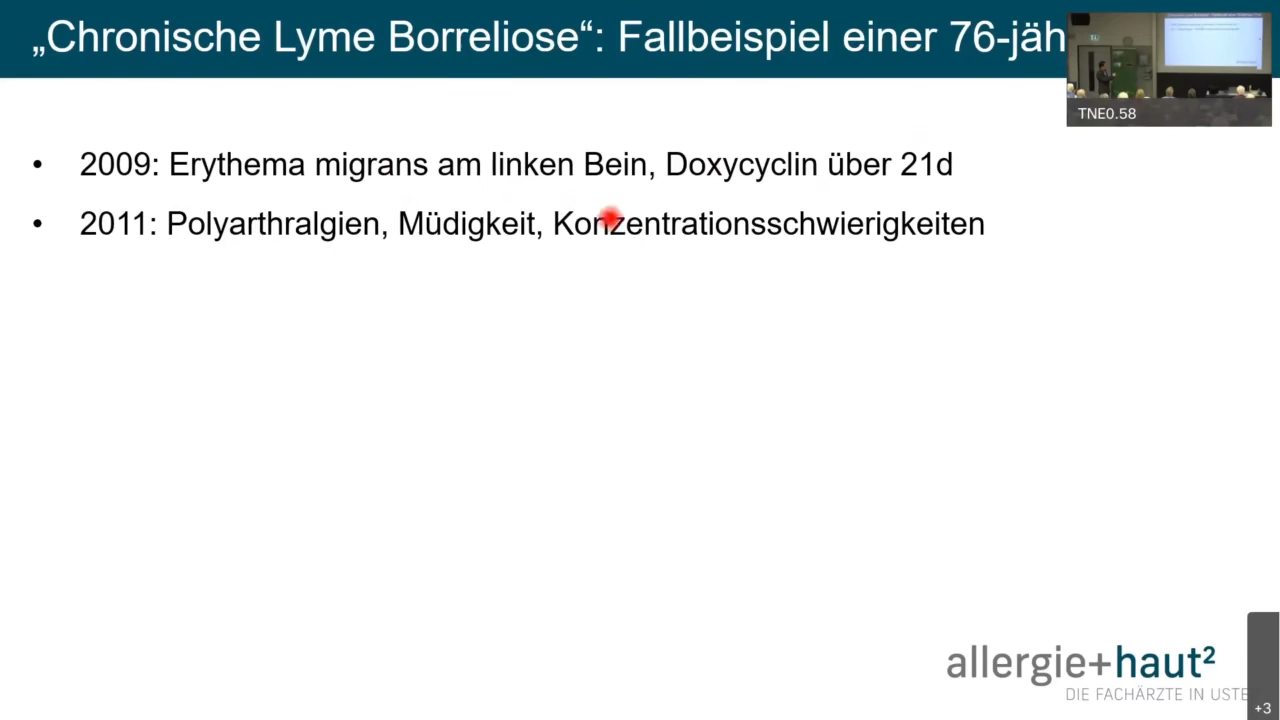 „Chronische Lyme Borreliose“: Fallbeispiel einer 76-jäh
TNE0.58
• 2009: Erythema migrans am linken Bein, Doxycyclin über 21d
• 2011: Polyarthralgien, Müdigkeit, Konzentrationsschwierigkeiten
allergie+haut²
DIE FACHÄRZTE IN USTE
+3